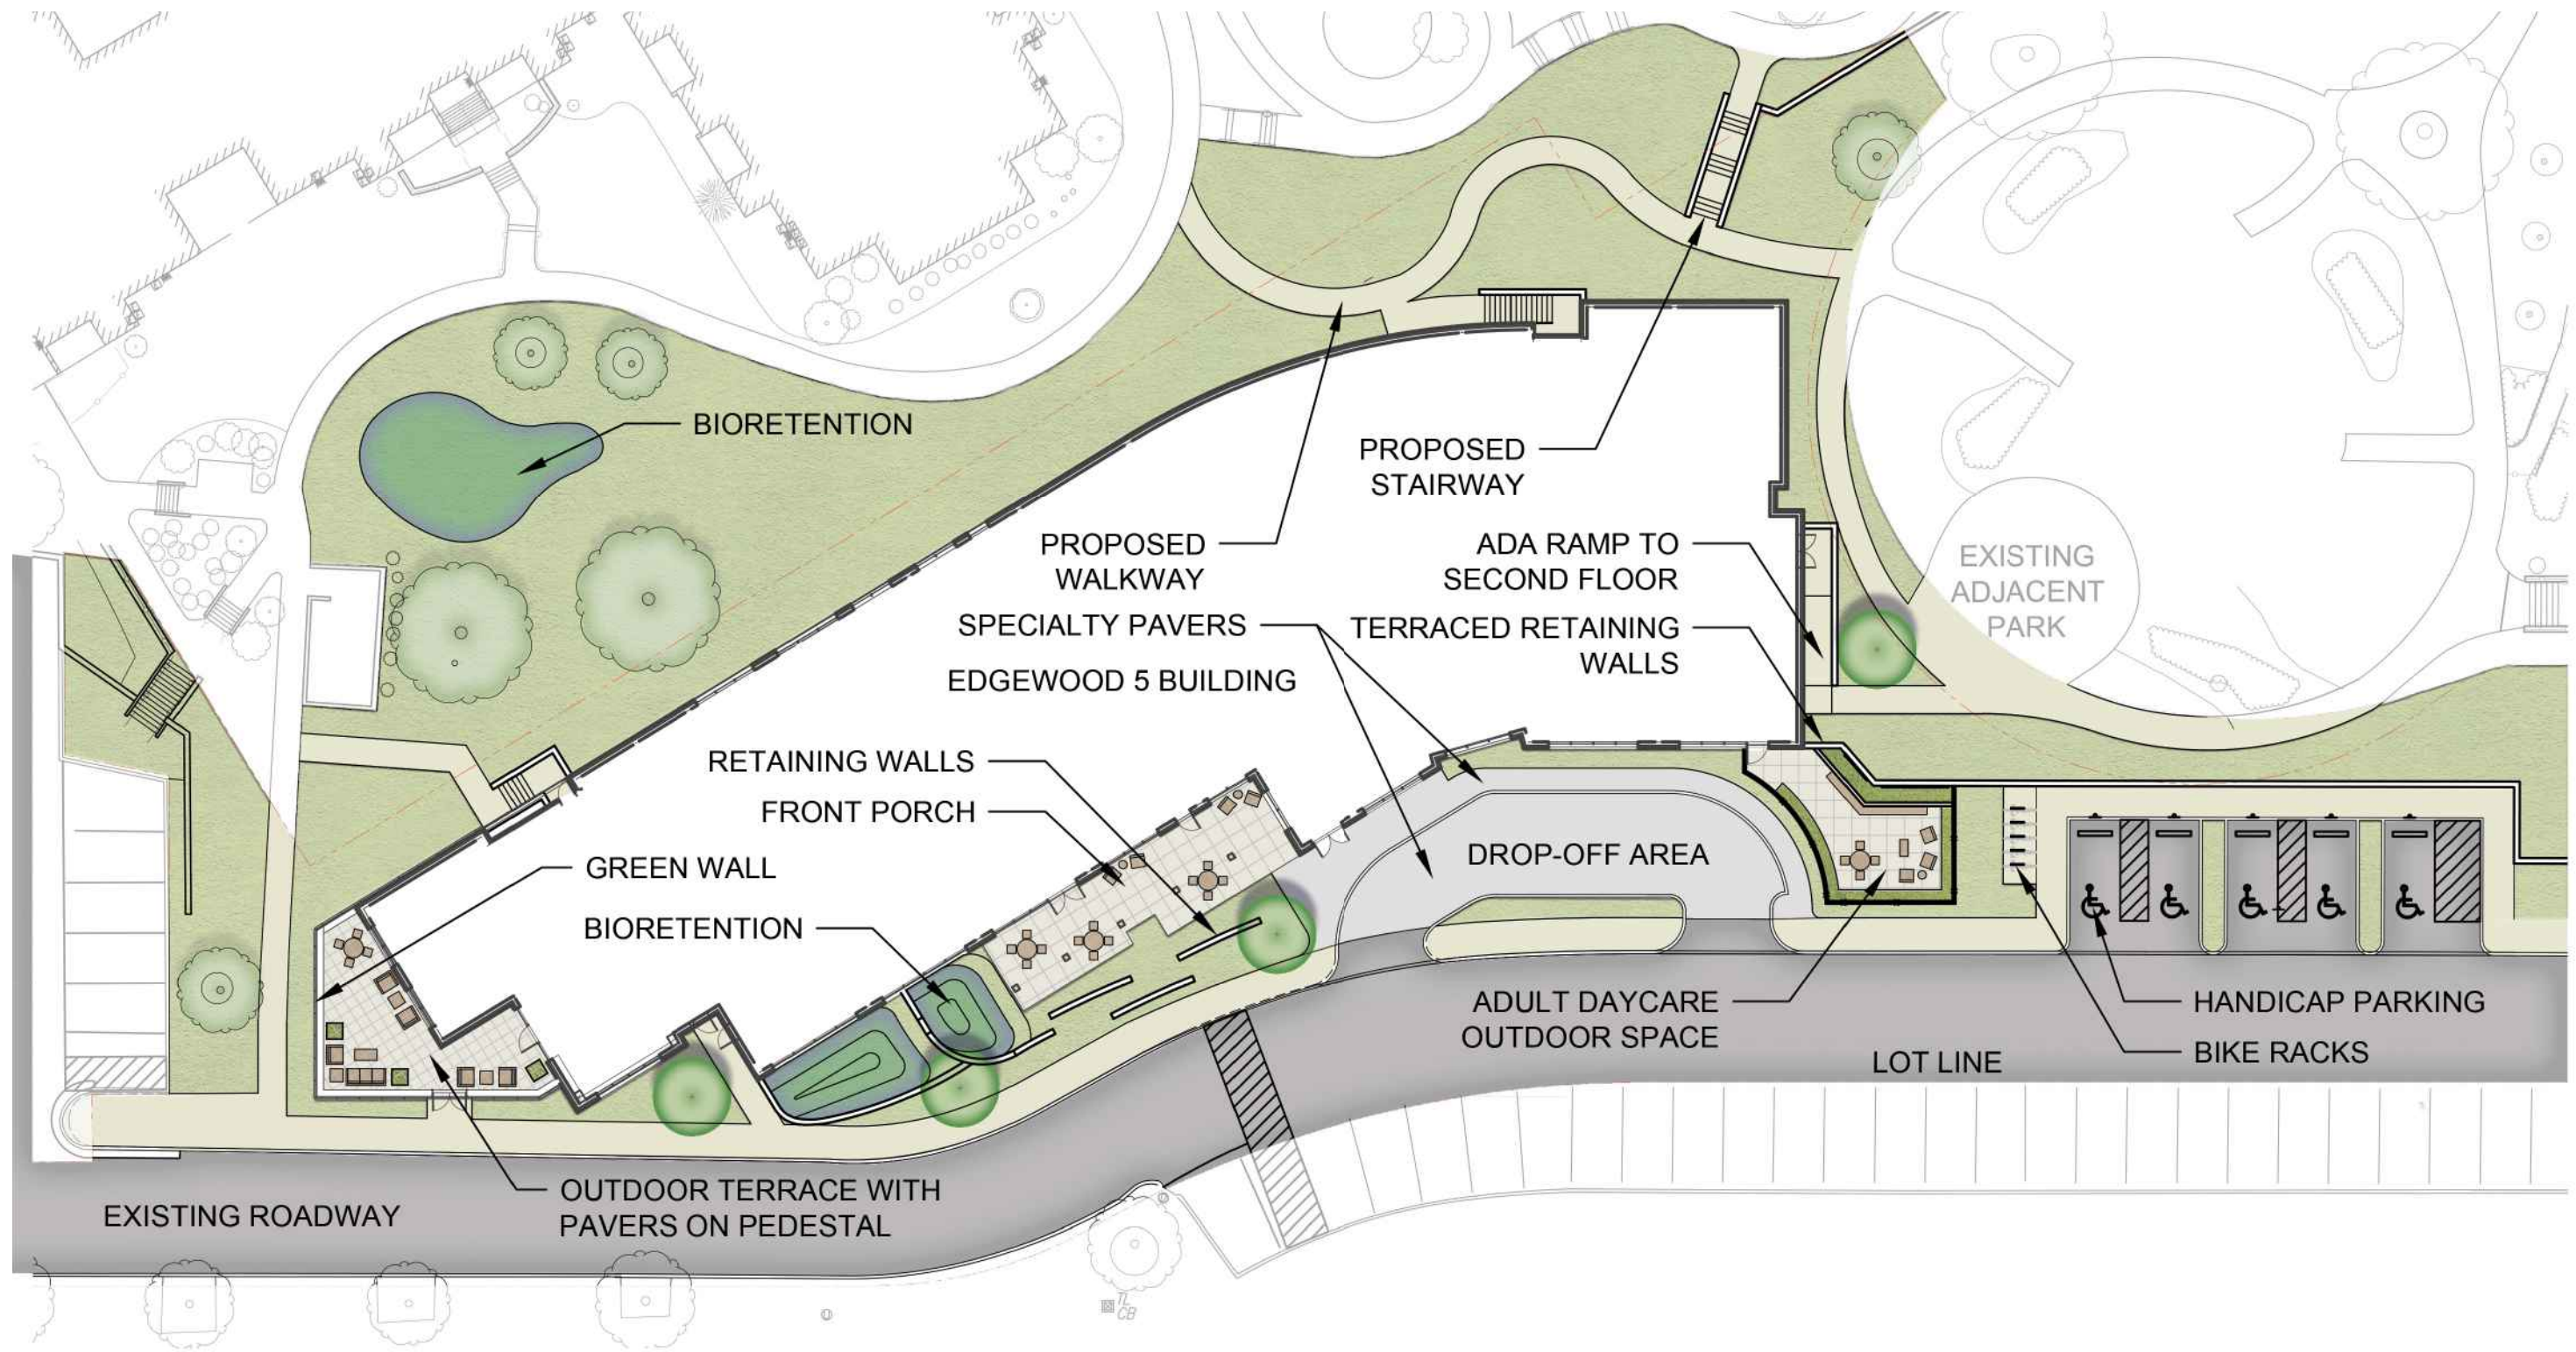 BIORETENTION
PROPOSED
STAIRWAY
PROPOSED
WALKWAY
ADA RAMP TO
SECOND FLOOR
EXISTING
ADJACENT
PARK
SPECIALTY PAVERS
TERRACED RETAINING
WALLS
EDGEWOOD 5 BUILDING
RETAINING WALLS
FRONT PORCH
DROP-OFF AREA
GREEN WALL
BIORETENTION
ADULT DAYCARE
OUTDOOR SPACE
HANDICAP PARKING
BIKE RACKS
LOT LINE
OUTDOOR TERRACE WITH
PAVERS ON PEDESTAL
EXISTING ROADWAY
TL
CB